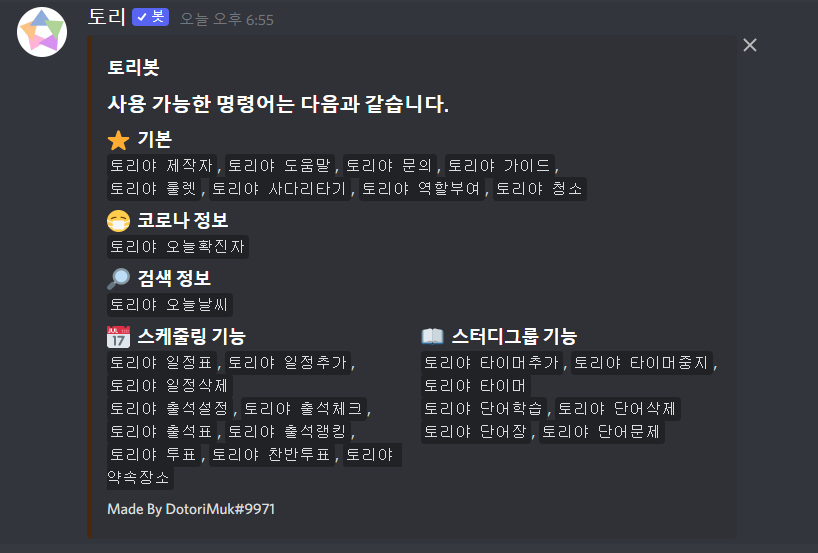 토리 봇 오늘 오후 6:55
토리봇
사용 가능한 명령어는 다음과 같습니다.
기본
토리야 제작자, 토리야 도움말, 토리야 문의, 토리야 가이드,
토리야 룰렛, 토리야 사다리타기, 토리야 역할부여, 토리야 청소
코로나 정보
토리야 오늘확진자
검색 정보
토리야 오늘날씨
JUL 17 스케줄링 기능
토리야 일정표, 토리야 일정추가,
토리야 일정삭제
토리야 출석설정, 토리야 출석체크,
토리야 출석표, 토리야 출석랭킹,
토리야 투표, 토리야 찬반투표, 토리야
약속장소
스터디그룹 기능
토리야 타이머추가, 토리야 타이머중지,
토리야 타이머
토리야 단어학습, 토리야 단어삭제
토리야 단어장, 토리야 단어문제
Made By DotoriMuk#9971